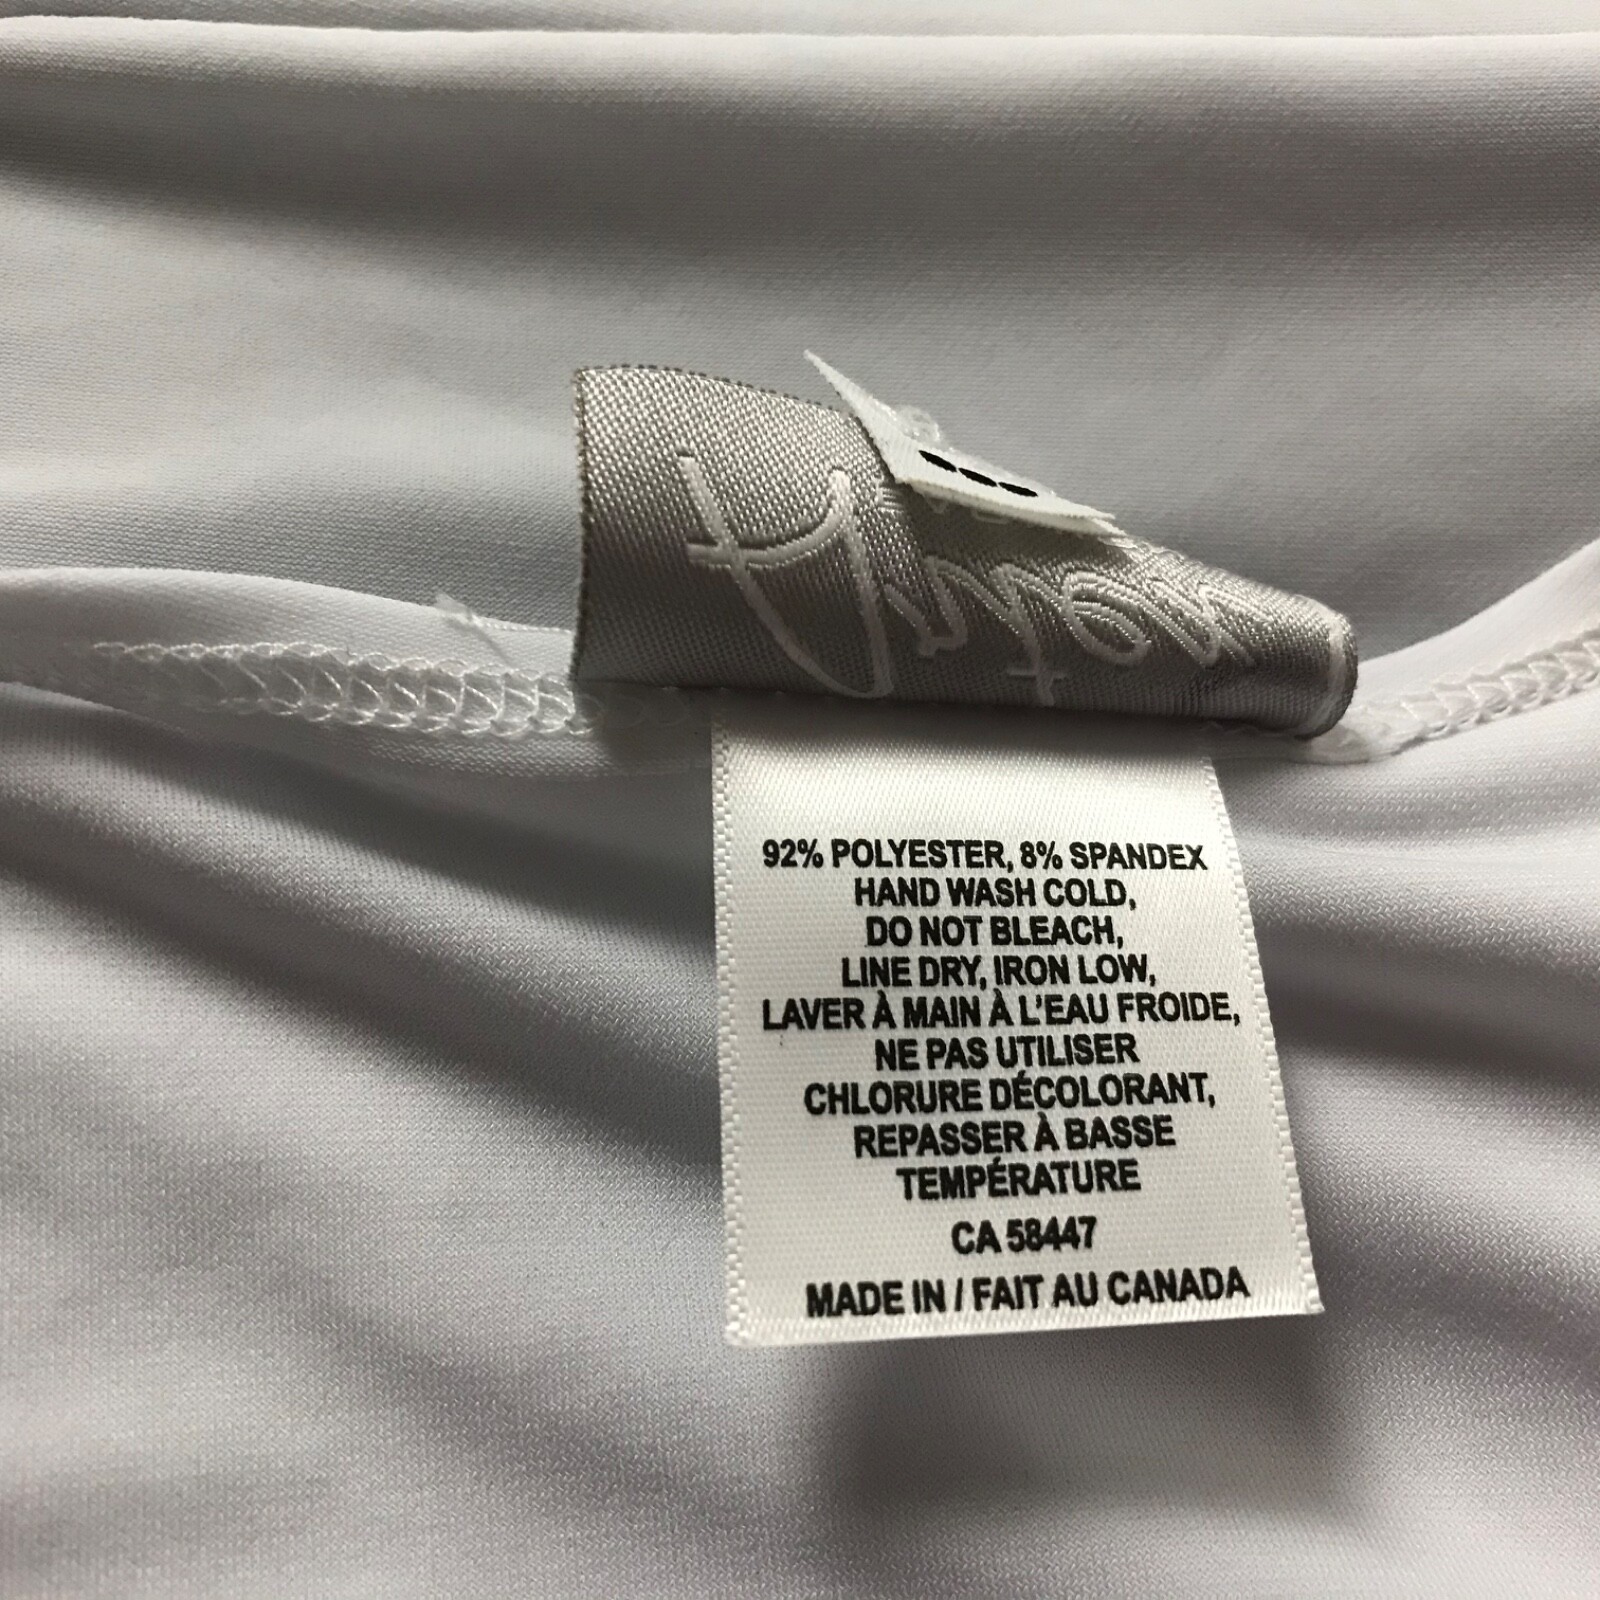 92% POLYESTER, 8% SPANDEX
HAND WASH COLD,
DO NOT BLEACH,
LINE DRY, IRON LOW,
LAVER À MAIN À L'EAU FROIDE,
NE PAS UTILISER
CHLORURE DÉCOLORANT,
REPASSER À BASSE
TEMPÉRATURE
CA 58447
MADE IN / FAIT AU CANADA